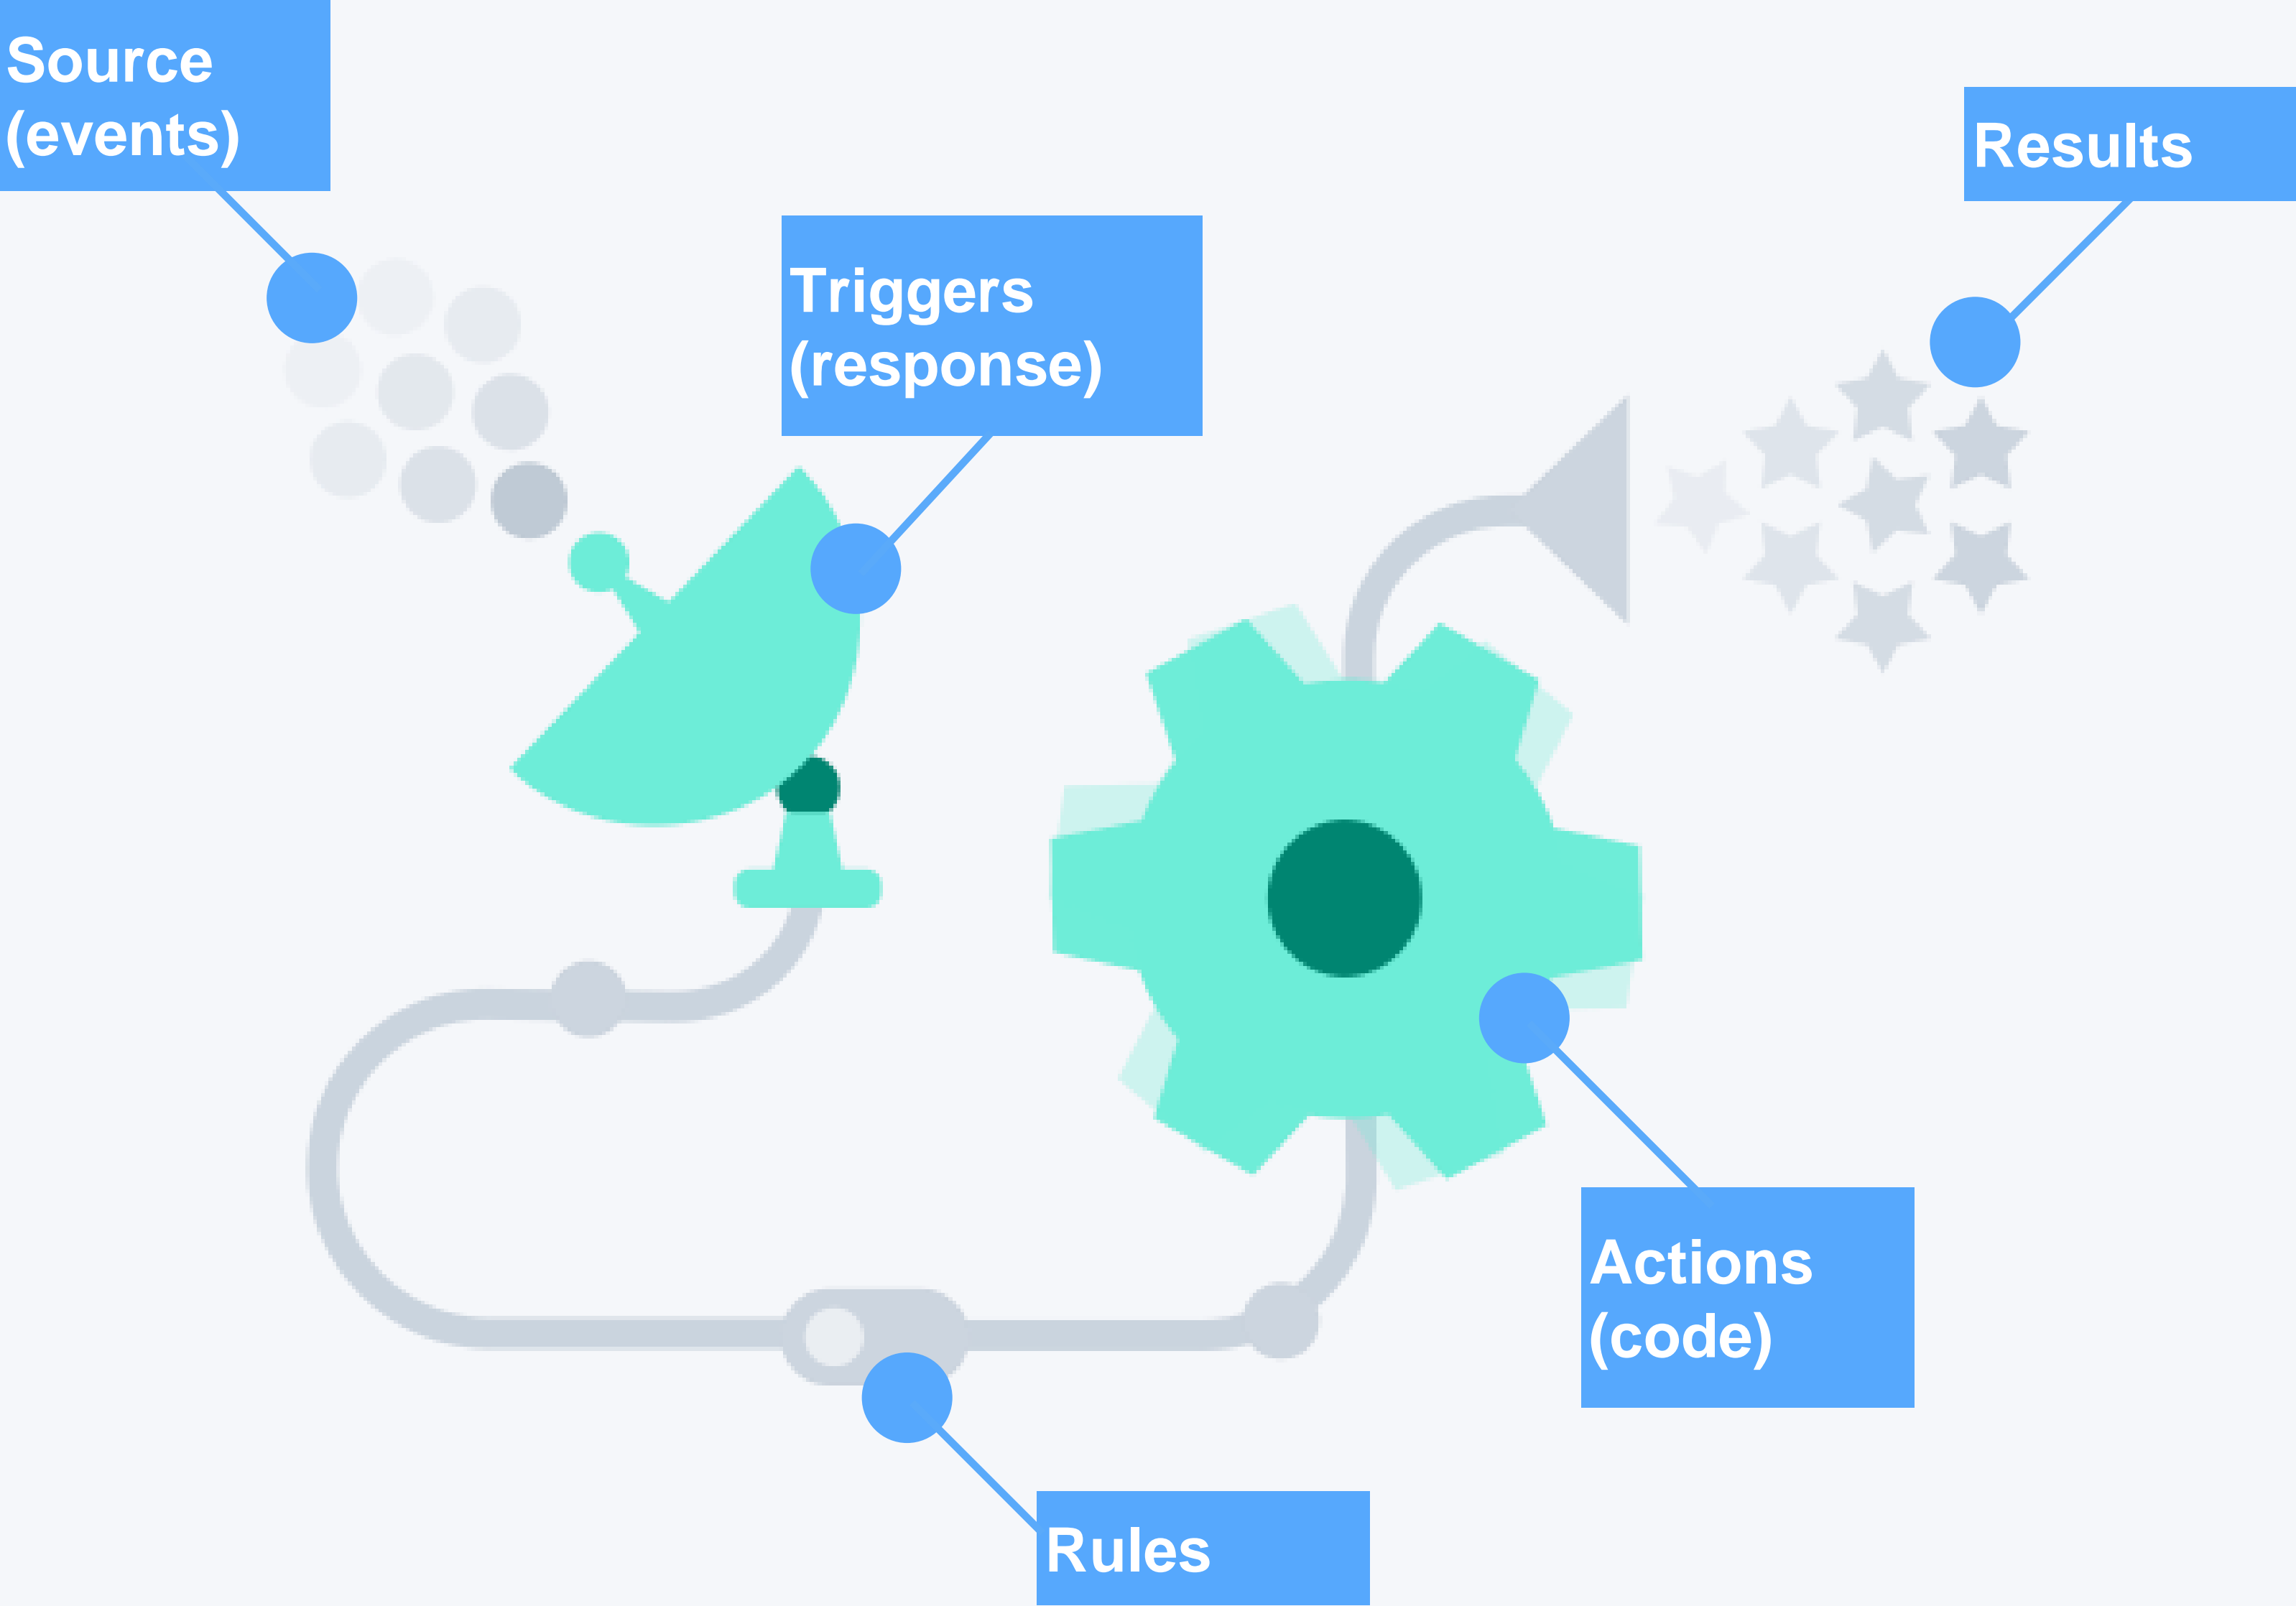 Source
(events)
Results
Triggers
(response)
Actions
(code)
Rules